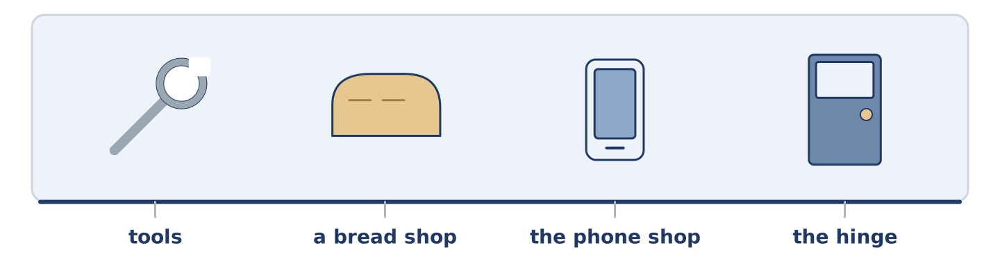 tools
a bread shop
the phone shop
the hinge